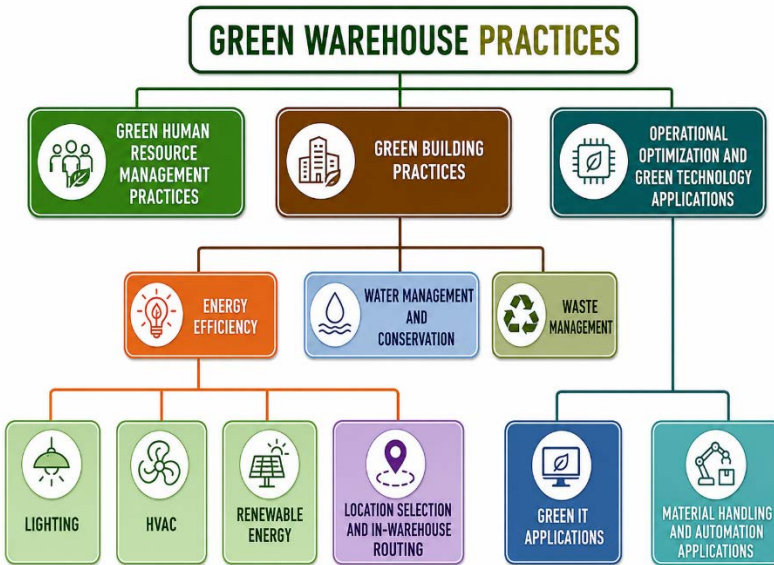 GREEN WAREHOUSE PRACTICES
GREEN HUMAN
RESOURCE
MANAGEMENT
PRACTICES
GREEN BUILDING
PRACTICES
OPERATIONAL
OPTIMIZATION AND
GREEN TECHNOLOGY
APPLICATIONS
ENERGY
EFFICIENCY
WATER MANAGEMENT
AND
CONSERVATION
WASTE
MANAGEMENT
LIGHTING
HVAC
RENEWABLE
ENERGY
LOCATION SELECTION
AND IN-WAREHOUSE
ROUTING
GREEN IT
APPLICATIONS
MATERIAL HANDLING
AND AUTOMATION
APPLICATIONS